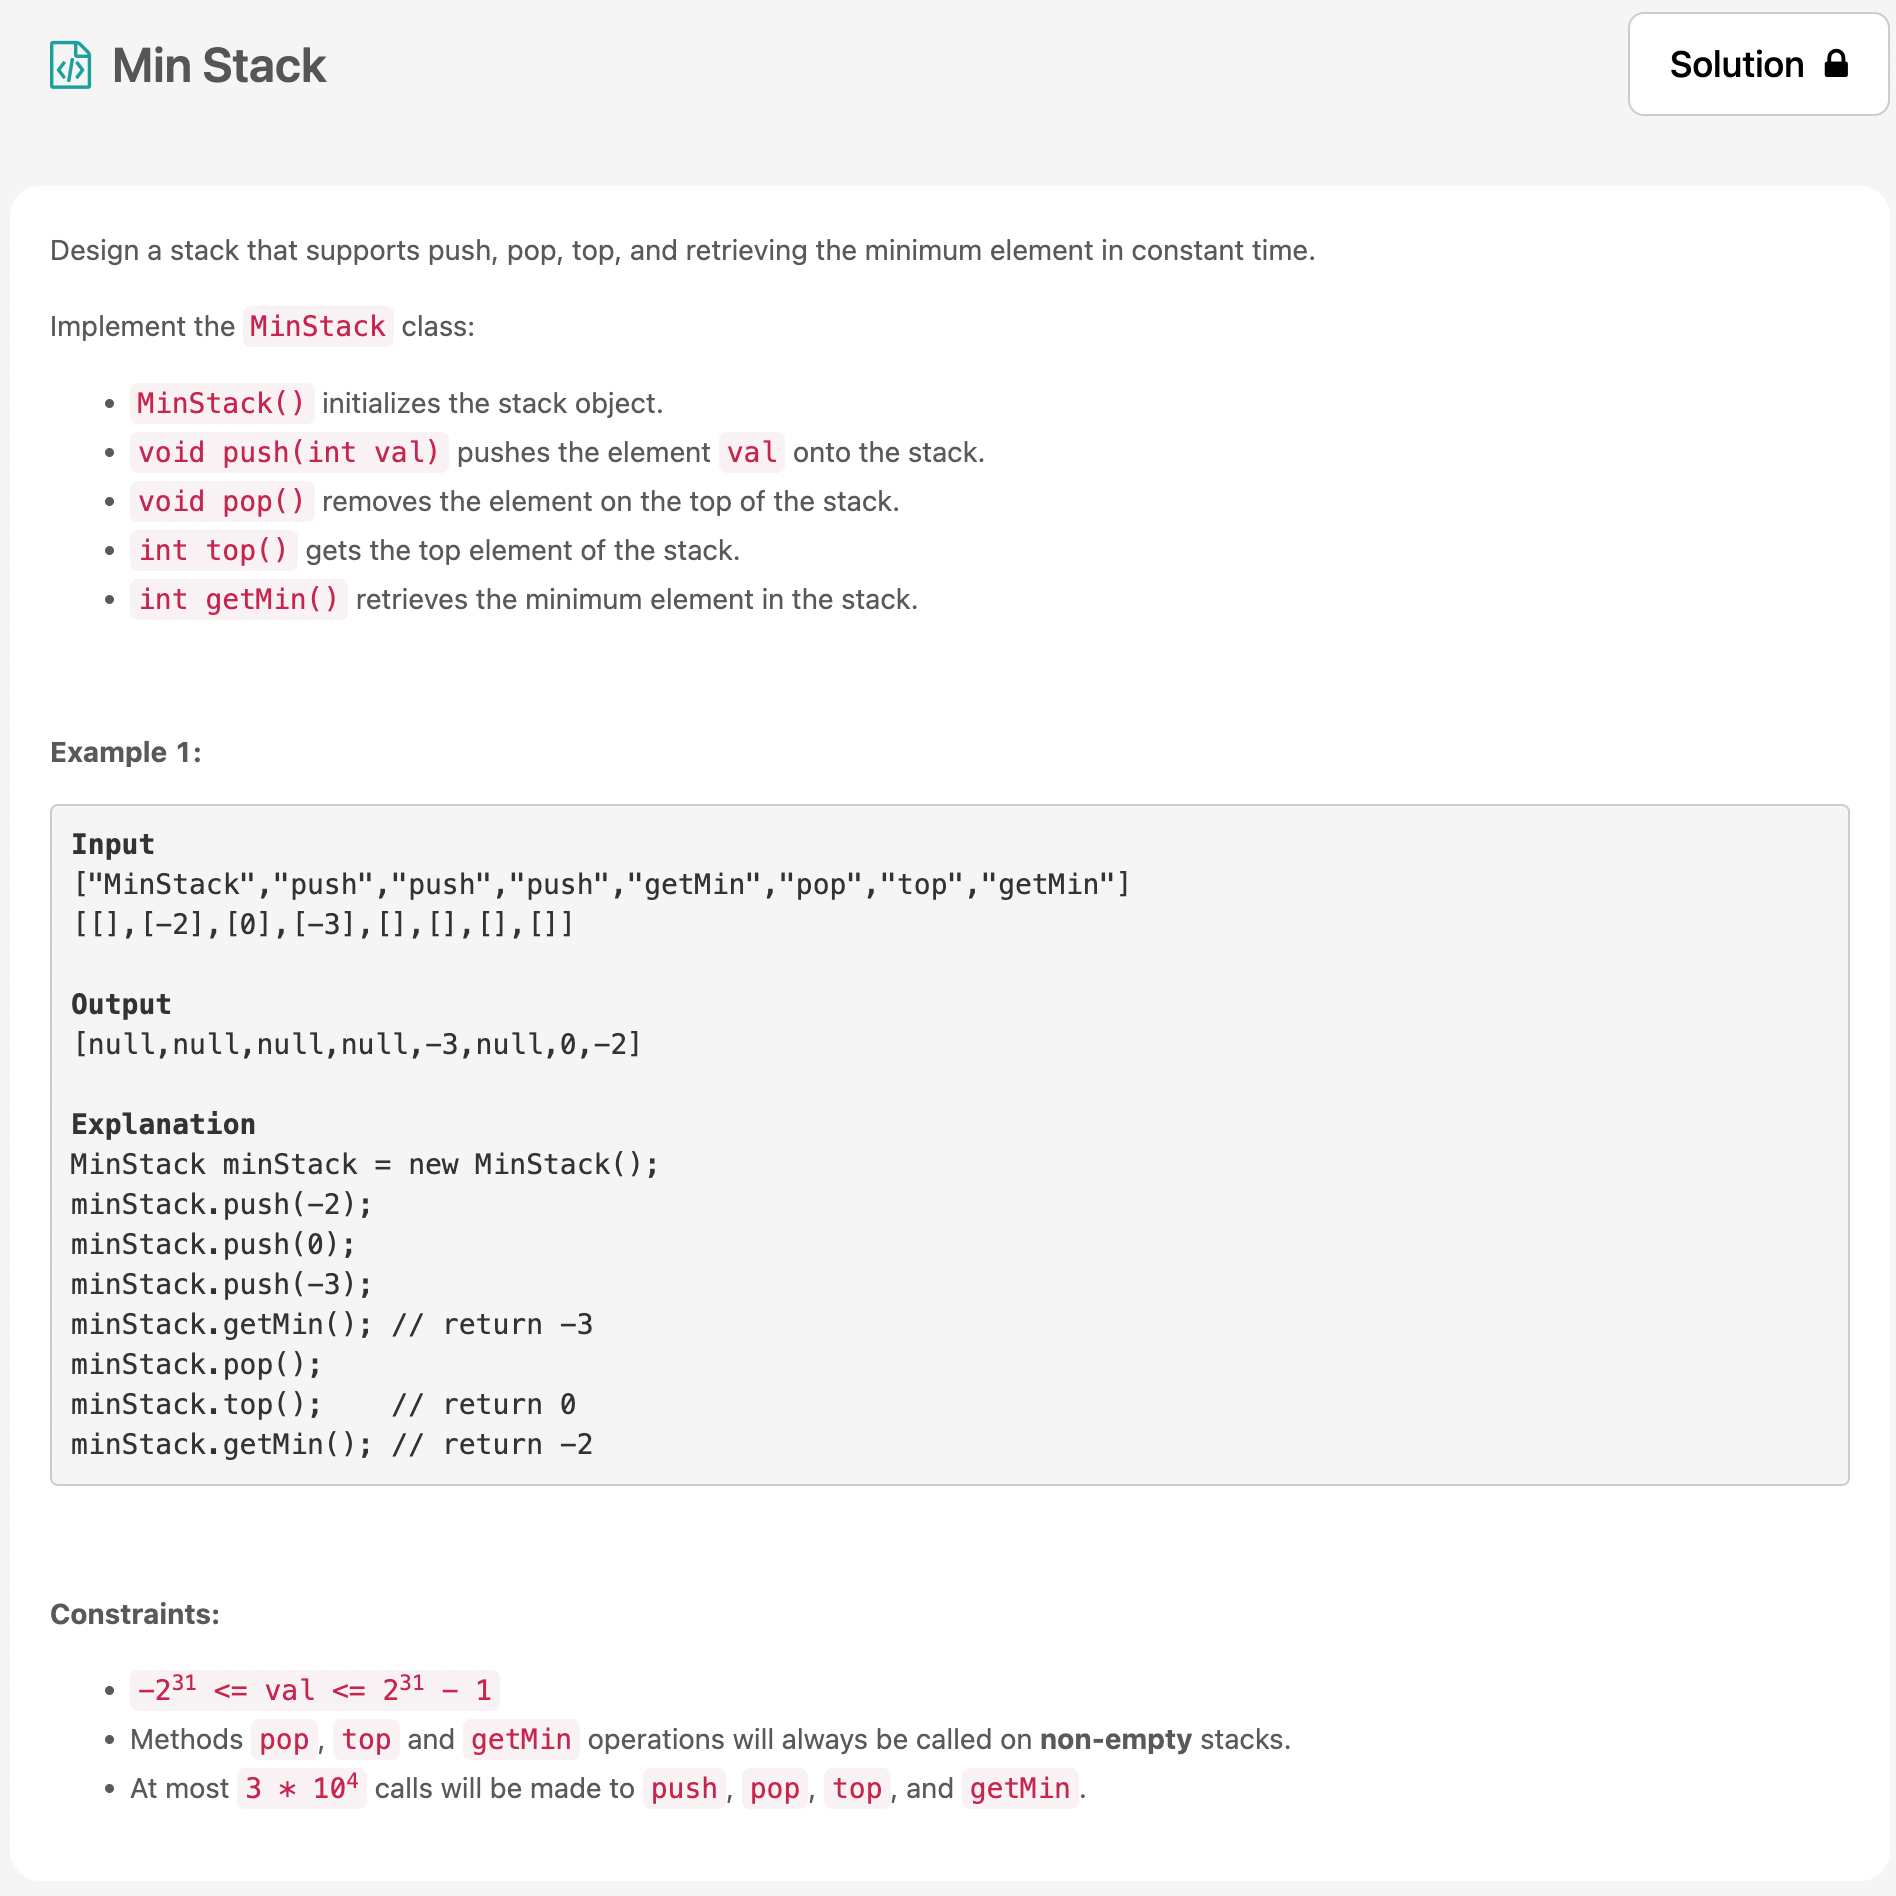 Min Stack
Solution
Design a stack that supports push, pop, top, and retrieving the minimum element in constant time.
Implement the MinStack class:
• MinStack() initializes the stack object.
• void push(int val) pushes the element val onto the stack.
• void pop() removes the element on the top of the stack.
• int top() gets the top element of the stack.
• int getMin() retrieves the minimum element in the stack.
Example 1:
Input
["MinStack","push","push","push","getMin","pop","top","getMin"]
[[],[-2],[0],[-3],[],[],[],[]]
Output
[null,null,null,null,-3,null,0,-2]
Explanation
MinStack minStack = new MinStack();
minStack.push(-2);
minStack.push(0);
minStack.push(-3);
minStack.getMin(); // return -3
minStack.pop();
minStack.top();    // return 0
minStack.getMin(); // return -2
Constraints:
• -2³¹ <= val <= 2³¹ - 1
• Methods pop, top and getMin operations will always be called on non-empty stacks.
• At most 3 * 10⁴ calls will be made to push, pop, top, and getMin.